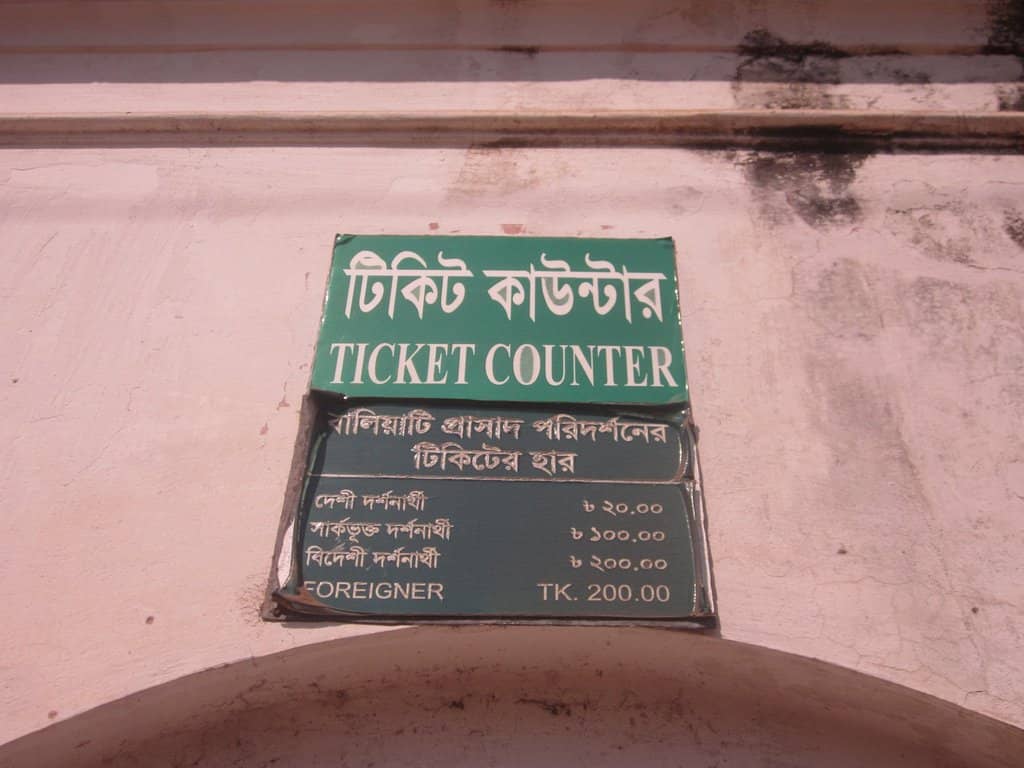 টিকিট কাউন্টার
TICKET COUNTER
বালিয়াটি প্রাসাদ পরিদর্শনের
টিকিটের হার
দেশী দর্শনার্থী ৳ ২০.০০
সার্কভূক্ত দর্শনার্থী ৳ ১০০.০০
বিদেশী দর্শনার্থী ৳ ২০০.০০
FOREIGNER TK. 200.00